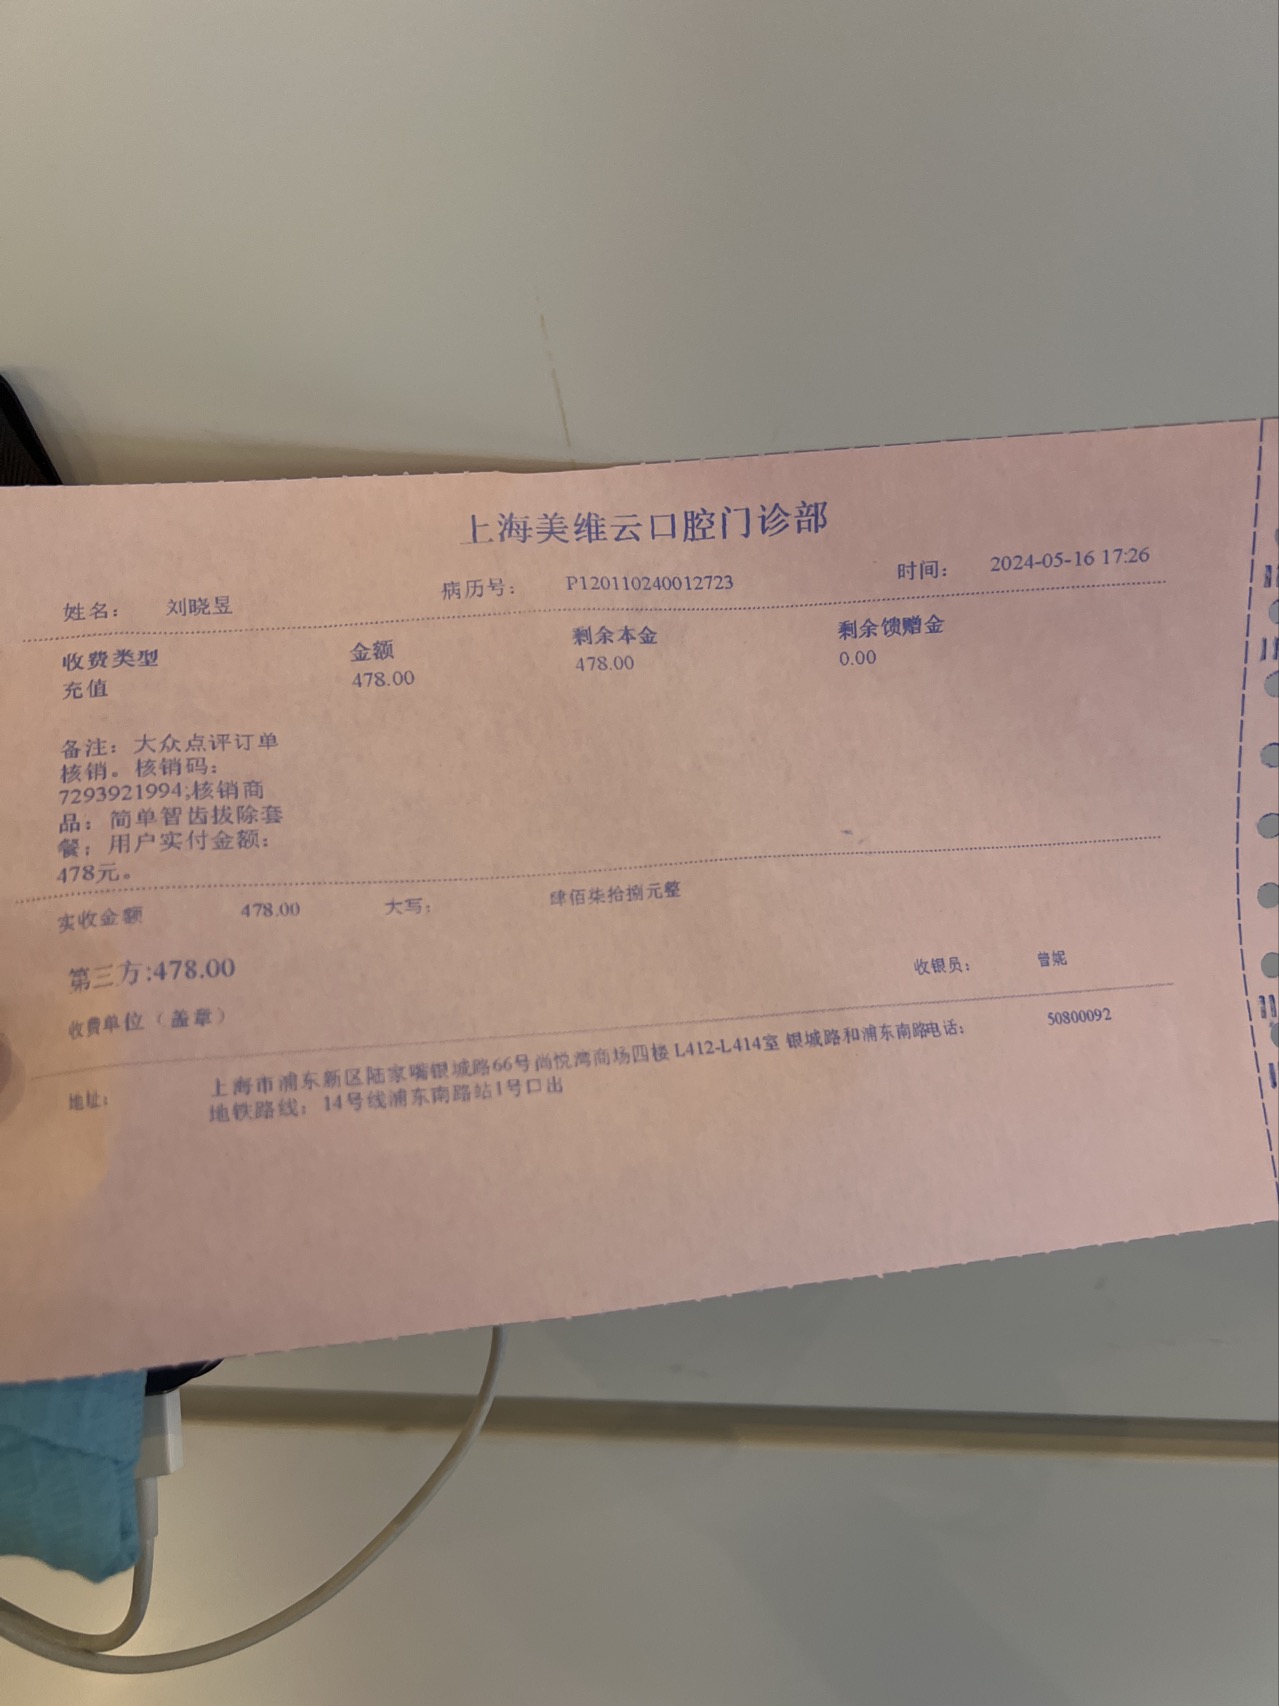 上海美维云口腔门诊部
姓名： 刘晓昱 病历号： P120110240012723 时间： 2024-05-16 17:26
收费类型 金额 剩余本金 剩余馈赠金
充值 478.00 478.00 0.00
备注：大众点评订单
核销。核销码：
7293921994;核销商
品：简单智齿拔除套
餐；用户实付金额：
478元。
实收金额 478.00 大写： 肆佰柒拾捌元整
第三方:478.00
收费单位（盖章） 收银员： 曾妮
地址： 上海市浦东新区陆家嘴银城路66号尚悦湾商场四楼 L412-L414室 银城路和浦东南路 电话： 50800092
地铁路线：14号线浦东南路站1号口出